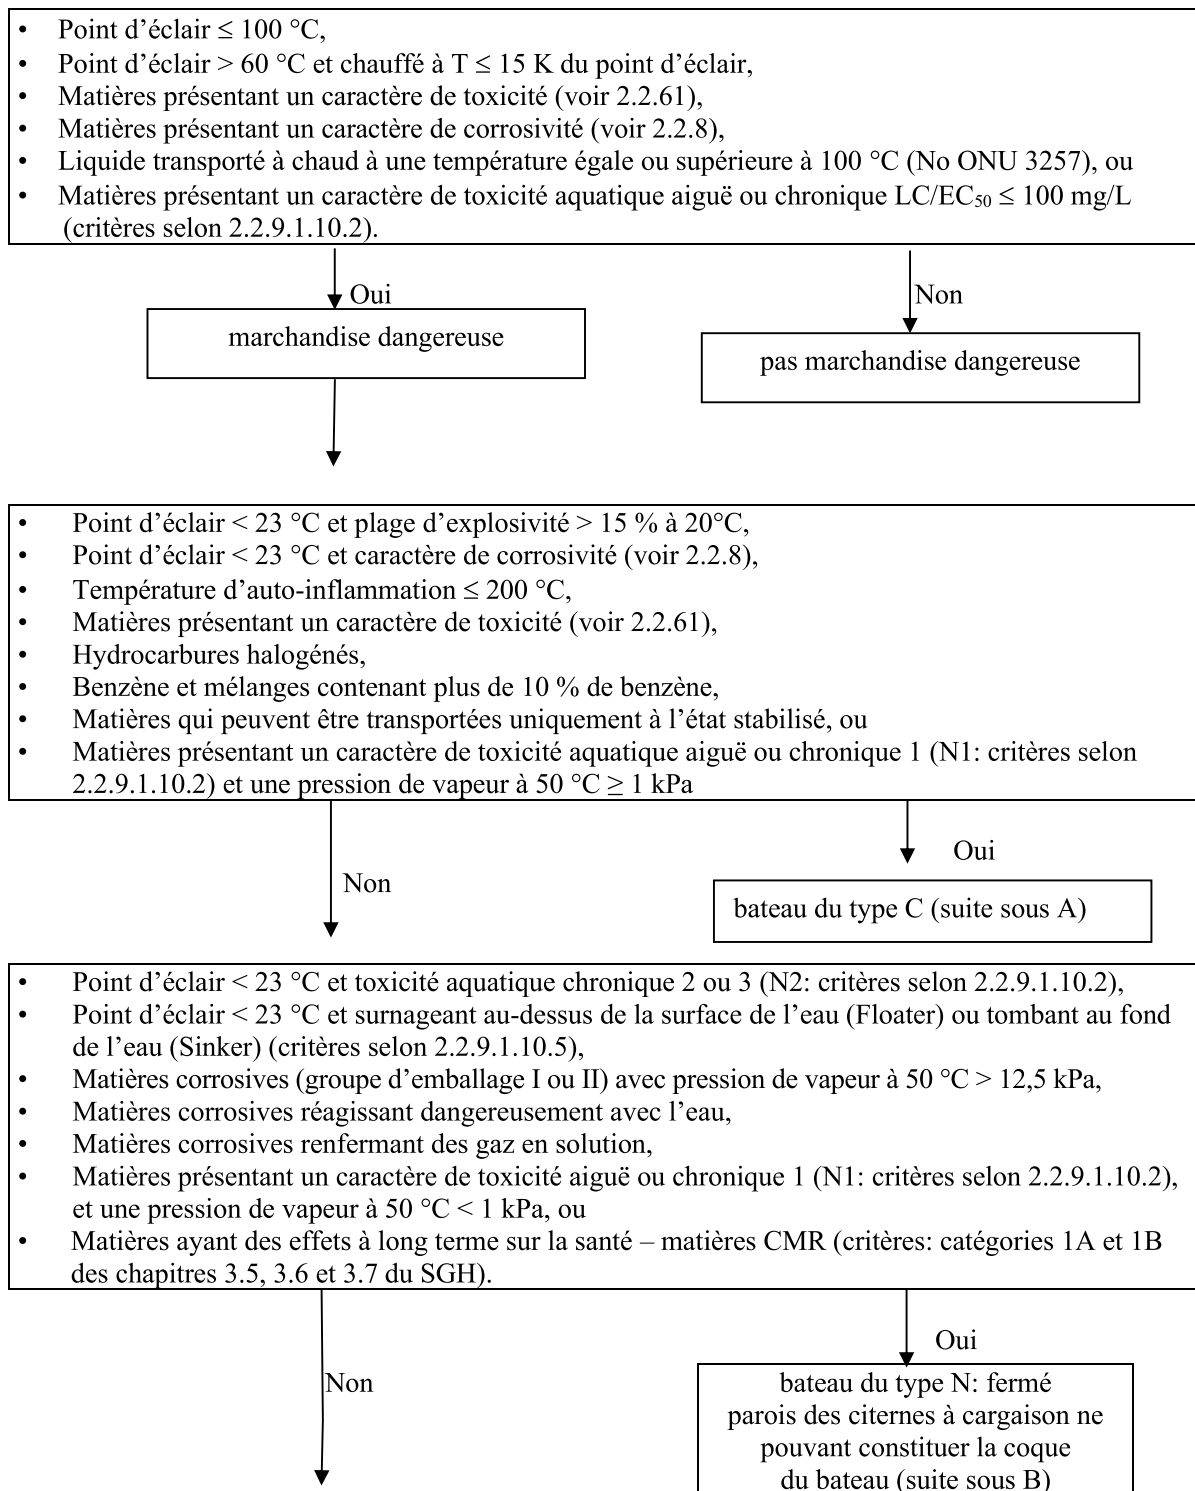 • Point d’éclair ≤ 100 °C,
• Point d’éclair > 60 °C et chauffé à T ≤ 15 K du point d’éclair,
• Matières présentant un caractère de toxicité (voir 2.2.61),
• Matières présentant un caractère de corrosivité (voir 2.2.8),
• Liquide transporté à chaud à une température égale ou supérieure à 100 °C (No ONU 3257), ou
• Matières présentant un caractère de toxicité aquatique aiguë ou chronique LC/EC₅₀ ≤ 100 mg/L
(critères selon 2.2.9.1.10.2).
Oui
Non
marchandise dangereuse
pas marchandise dangereuse
• Point d’éclair < 23 °C et plage d’explosivité > 15 % à 20°C,
• Point d’éclair < 23 °C et caractère de corrosivité (voir 2.2.8),
• Température d’auto-inflammation ≤ 200 °C,
• Matières présentant un caractère de toxicité (voir 2.2.61),
• Hydrocarbures halogénés,
• Benzène et mélanges contenant plus de 10 % de benzène,
• Matières qui peuvent être transportées uniquement à l’état stabilisé, ou
• Matières présentant un caractère de toxicité aquatique aiguë ou chronique 1 (N1: critères selon
2.2.9.1.10.2) et une pression de vapeur à 50 °C ≥ 1 kPa
Oui
Non
bateau du type C (suite sous A)
• Point d’éclair < 23 °C et toxicité aquatique chronique 2 ou 3 (N2: critères selon 2.2.9.1.10.2),
• Point d’éclair < 23 °C et surnageant au-dessus de la surface de l’eau (Floater) ou tombant au fond
de l’eau (Sinker) (critères selon 2.2.9.1.10.5),
• Matières corrosives (groupe d’emballage I ou II) avec pression de vapeur à 50 °C > 12,5 kPa,
• Matières corrosives réagissant dangereusement avec l’eau,
• Matières corrosives renfermant des gaz en solution,
• Matières présentant un caractère de toxicité aiguë ou chronique 1 (N1: critères selon 2.2.9.1.10.2),
et une pression de vapeur à 50 °C < 1 kPa, ou
• Matières ayant des effets à long terme sur la santé – matières CMR (critères: catégories 1A et 1B
des chapitres 3.5, 3.6 et 3.7 du SGH).
Oui
Non
bateau du type N: fermé
parois des citernes à cargaison ne
pouvant constituer la coque
du bateau (suite sous B)